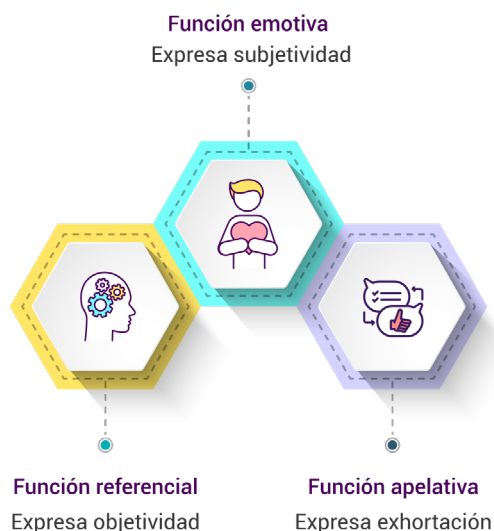 Función emotiva
Expresa subjetividad
Función referencial
Expresa objetividad
Función apelativa
Expresa exhortación